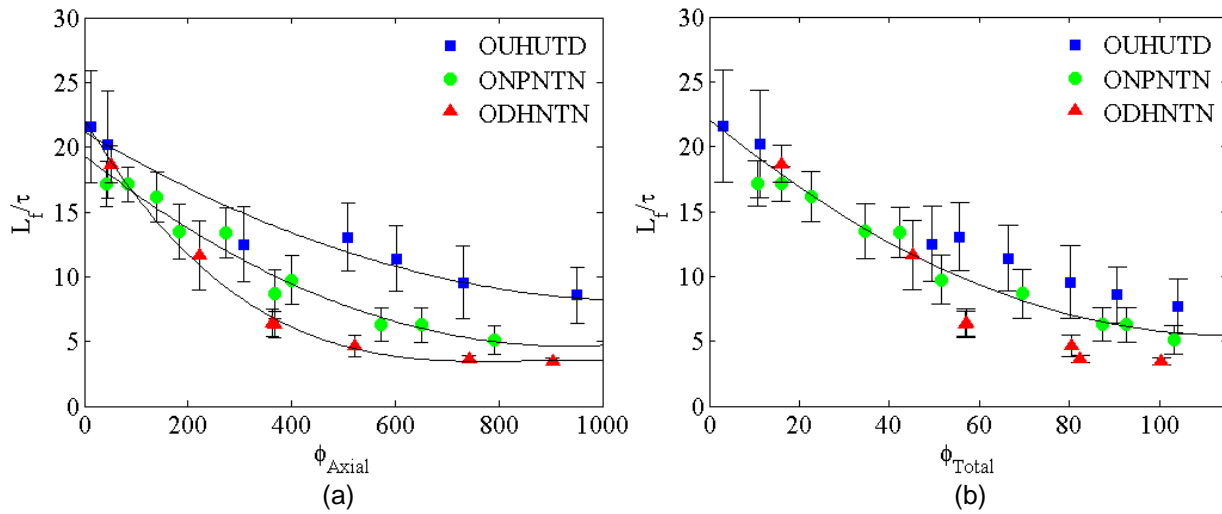 30
25
20
15
10
5
0
L_f/τ
OUHUTD
ONPNTN
ODHNTN
0 200 400 600 800 1000
ϕ_Axial
(a)
30
25
20
15
10
5
0
L_f/τ
OUHUTD
ONPNTN
ODHNTN
0 20 40 60 80 100
ϕ_Total
(b)